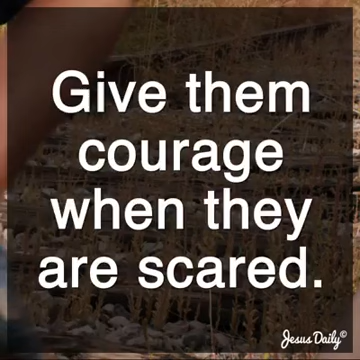 Give them
courage
when they
are scared.
Jesus Daily©